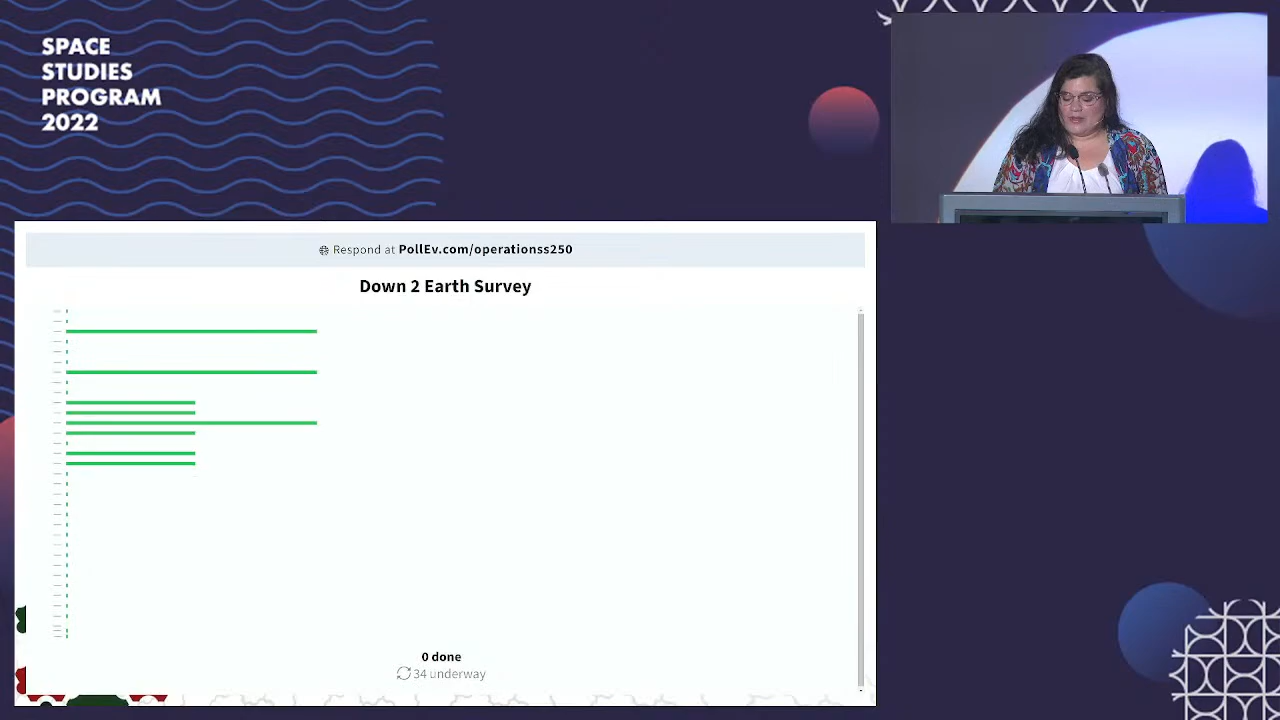 SPACE
STUDIES
PROGRAM
2022
Respond at PollEv.com/operationss250
Down 2 Earth Survey
0 done
34 underway